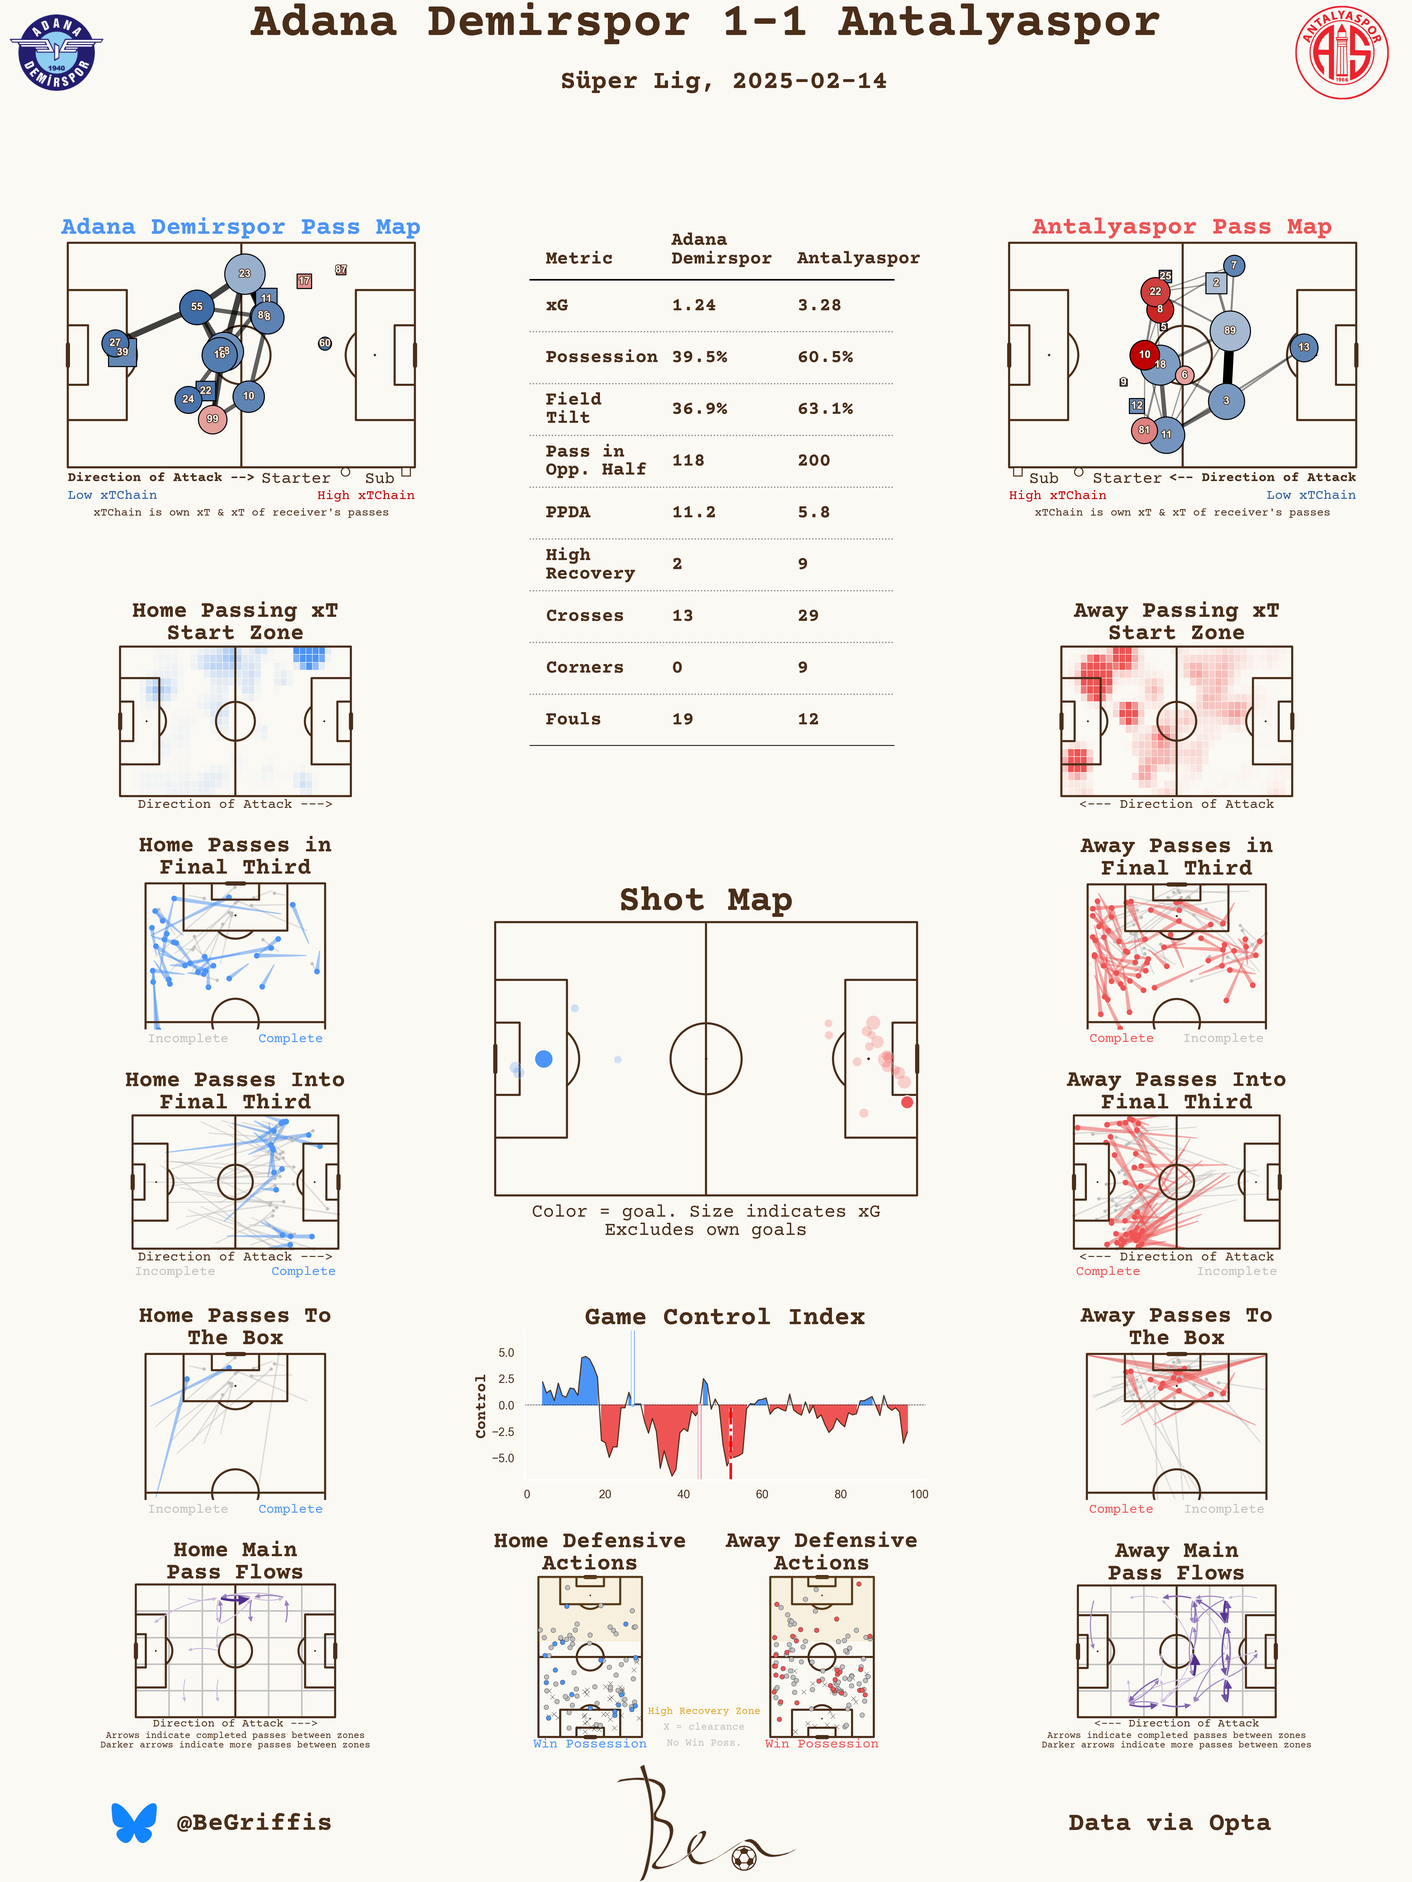 Adana Demirspor 1-1 Antalyaspor
Süper Lig, 2025-02-14
ADANA
1940
DEMİRSPOR
ANTALYASPOR
1966
Adana Demirspor Pass Map
23
87
17
11
55
8
27
39
60
16
22
24
10
99
Direction of Attack --> Starter Sub
Low xTChain High xTChain
xTChain is own xT & xT of receiver's passes
Metric Adana Demirspor Antalyaspor
xG 1.24 3.28
Possession 39.5% 60.5%
Field Tilt 36.9% 63.1%
Pass in Opp. Half 118 200
PPDA 11.2 5.8
High Recovery 2 9
Crosses 13 29
Corners 0 9
Fouls 19 12
Antalyaspor Pass Map
7
25
2
22
8
5
89
10
18
13
6
9
12
3
81
11
Sub Starter <-- Direction of Attack
High xTChain Low xTChain
xTChain is own xT & xT of receiver's passes
Home Passing xT
Start Zone
Direction of Attack --->
Away Passing xT
Start Zone
<--- Direction of Attack
Home Passes in
Final Third
Incomplete Complete
Shot Map
Color = goal. Size indicates xG
Excludes own goals
Away Passes in
Final Third
Complete Incomplete
Home Passes Into
Final Third
Direction of Attack --->
Incomplete Complete
Away Passes Into
Final Third
<--- Direction of Attack
Complete Incomplete
Home Passes To
The Box
Incomplete Complete
Game Control Index
Control
5.0
2.5
0.0
−2.5
−5.0
0 20 40 60 80 100
Away Passes To
The Box
Complete Incomplete
Home Main
Pass Flows
Direction of Attack --->
Arrows indicate completed passes between zones
Darker arrows indicate more passes between zones
Home Defensive
Actions
Win Possession
High Recovery Zone
X = clearance
No Win Poss.
Away Defensive
Actions
Win Possession
Away Main
Pass Flows
<--- Direction of Attack
Arrows indicate completed passes between zones
Darker arrows indicate more passes between zones
@BeGriffis
Ben
Data via Opta